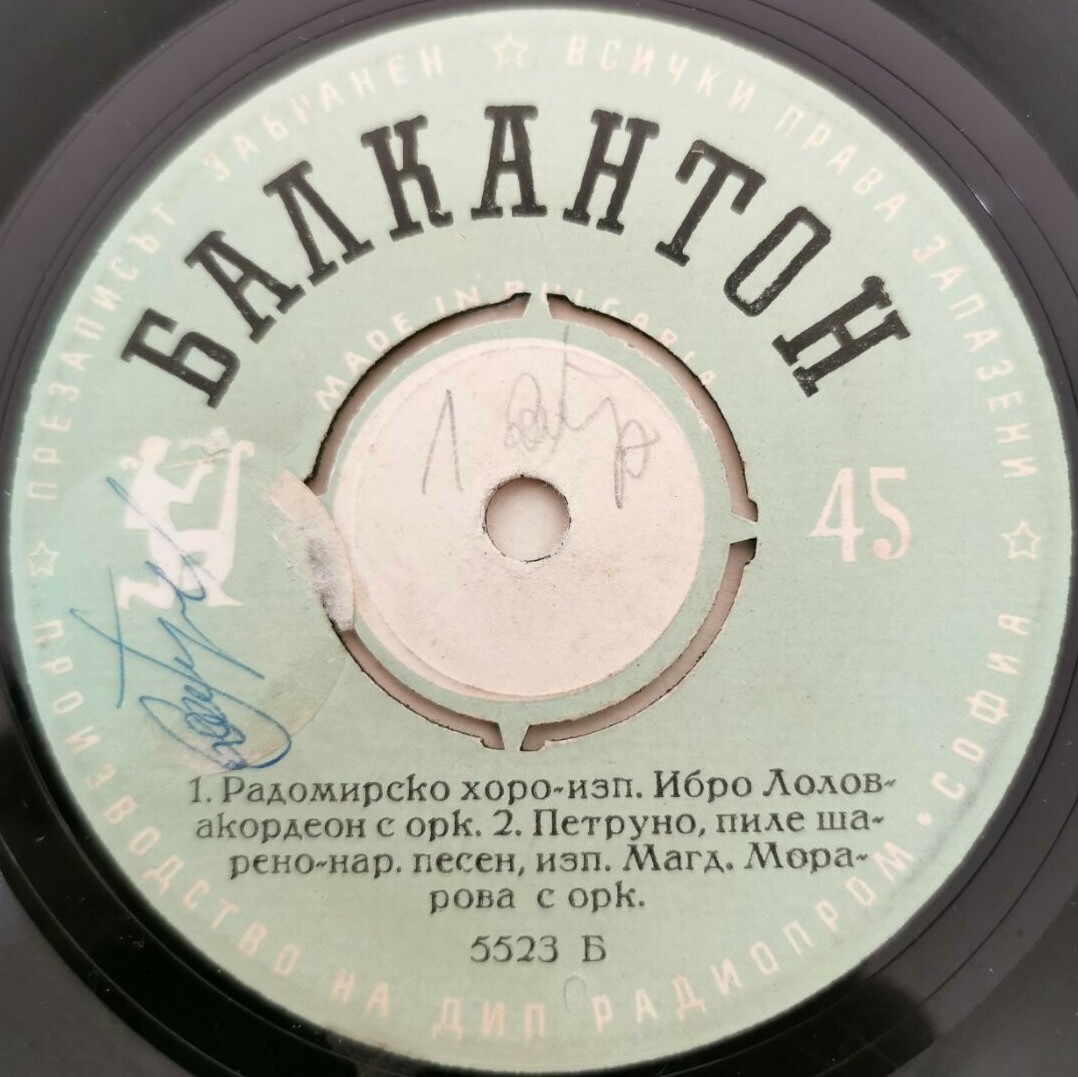 ПРЕЗАПИСЪТ ЗАБРАНЕН ☆ ВСИЧКИ ПРАВА ЗАПАЗЕНИ ☆
БАЛКАНТОН
MADE IN BULGARIA
1
45
1. Радомирско хоро-изп. Ибро Лолов-
акордеон с орк. 2. Петруно, пиле ша-
рено-нар. песен, изп. Магд. Мора-
рова с орк.
5523 Б
☆ ПРОИЗВОДСТВО НА ДИП РАДИОПРОМ • СОФИЯ